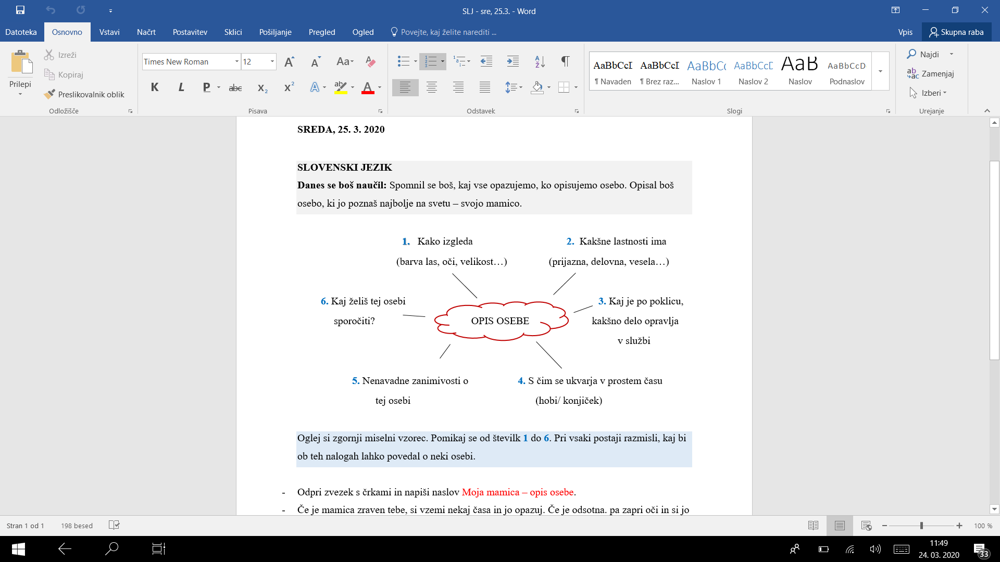 SLJ - sre, 25.3. - Word
Datoteka Osnovno Vstavi Načrt Postavitev Sklici Pošiljanje Pregled Ogled Povejte, kaj želite narediti ... Vpis Skupna raba
Prilepi
Izreži
Kopiraj
Preslikovalnik oblik
Odložišče
Times New Roman 12
K L P abc
Pisava
Odstavek
AaBbCcI AaBbCcI AaBbCc AaBbCcD AaB AaBbCcD
¶ Navaden ¶ Brez raz... Naslov 1 Naslov 2 Naslov Podnaslov
Slogi
Najdi
Zamenjaj
Izberi
Urejanje
SREDA, 25. 3. 2020
SLOVENSKI JEZIK
Danes se boš naučil: Spomnil se boš, kaj vse opazujemo, ko opisujemo osebo. Opisal boš
osebo, ki jo poznaš najbolje na svetu – svojo mamico.
1. Kako izgleda
(barva las, oči, velikost…)
2. Kakšne lastnosti ima
(prijazna, delovna, vesela…)
6. Kaj želiš tej osebi
sporočiti?
OPIS OSEBE
3. Kaj je po poklicu,
kakšno delo opravlja
v službi
5. Nenavadne zanimivosti o
tej osebi
4. S čim se ukvarja v prostem času
(hobi/ konjiček)
Oglej si zgornji miselni vzorec. Pomikaj se od številk 1 do 6. Pri vsaki postaji razmisli, kaj bi
ob teh nalogah lahko povedal o neki osebi.
- Odpri zvezek s črkami in napiši naslov Moja mamica – opis osebe.
- Če je mamica zraven tebe, si vzemi nekaj časa in jo opazuj. Če je odsotna. pa zapri oči in si jo
Stran 1 od 1 198 besed 100 %
11:49
24. 03. 2020
33